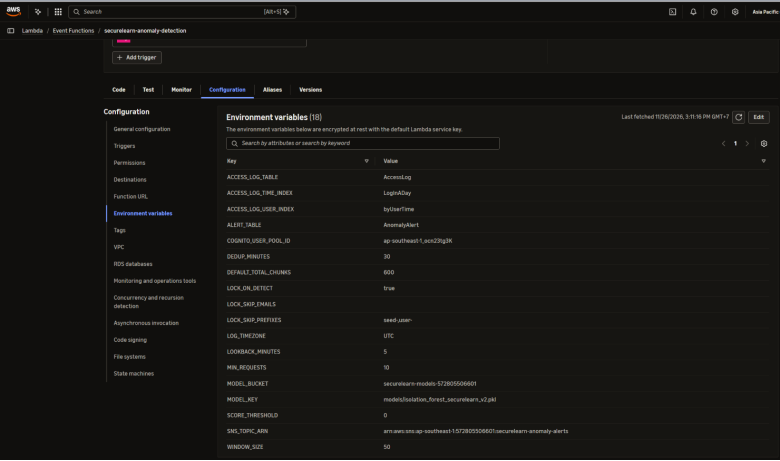 aws
Search [Alt+S]
Asia Pacific
Lambda / Event Functions / securelearn-anomaly-detection
+ Add trigger
Code Test Monitor Configuration Aliases Versions
Configuration
General configuration
Triggers
Permissions
Destinations
Function URL
Environment variables
Tags
VPC
RDS databases
Monitoring and operations tools
Concurrency and recursion
detection
Asynchronous invocation
Code signing
File systems
State machines
Environment variables (18)
Last fetched 11/26/2026, 3:11:16 PM GMT+7
Edit
The environment variables below are encrypted at rest with the default Lambda service key.
Search by attributes or search by keyword
1
Key Value
ACCESS_LOG_TABLE AccessLog
ACCESS_LOG_TIME_INDEX LogInADay
ACCESS_LOG_USER_INDEX byUserTime
ALERT_TABLE AnomalyAlert
COGNITO_USER_POOL_ID ap-southeast-1_ocn23tg3K
DEDUP_MINUTES 30
DEFAULT_TOTAL_CHUNKS 600
LOCK_ON_DETECT true
LOCK_SKIP_EMAILS
LOCK_SKIP_PREFIXES seed-,user-
LOG_TIMEZONE UTC
LOOKBACK_MINUTES 5
MIN_REQUESTS 10
MODEL_BUCKET securelearn-models-572805506601
MODEL_KEY models/isolation_forest_securelearn_v2.pkl
SCORE_THRESHOLD 0
SNS_TOPIC_ARN arn:aws:sns:ap-southeast-1:572805506601:securelearn-anomaly-alerts
WINDOW_SIZE 50